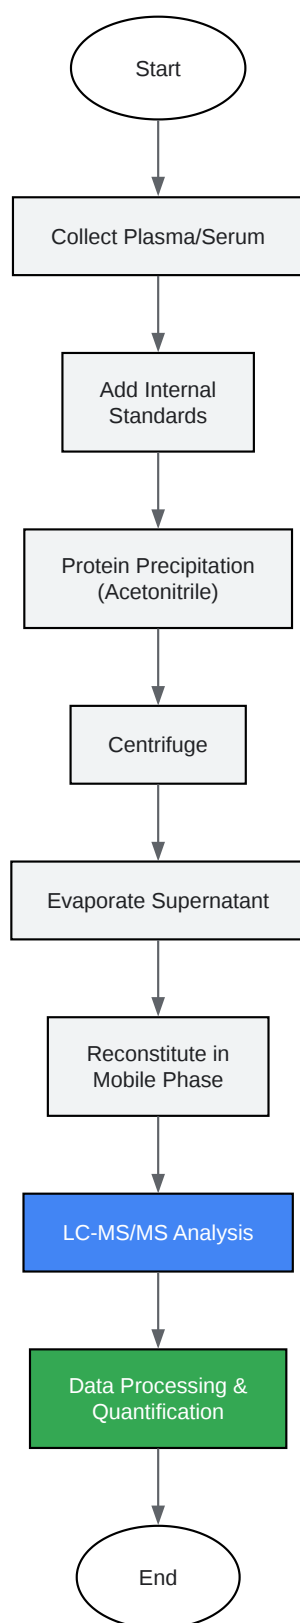 Start
Collect Plasma/Serum
Add Internal
Standards
Protein Precipitation
(Acetonitrile)
Centrifuge
Evaporate Supernatant
Reconstitute in
Mobile Phase
LC-MS/MS Analysis
Data Processing &
Quantification
End